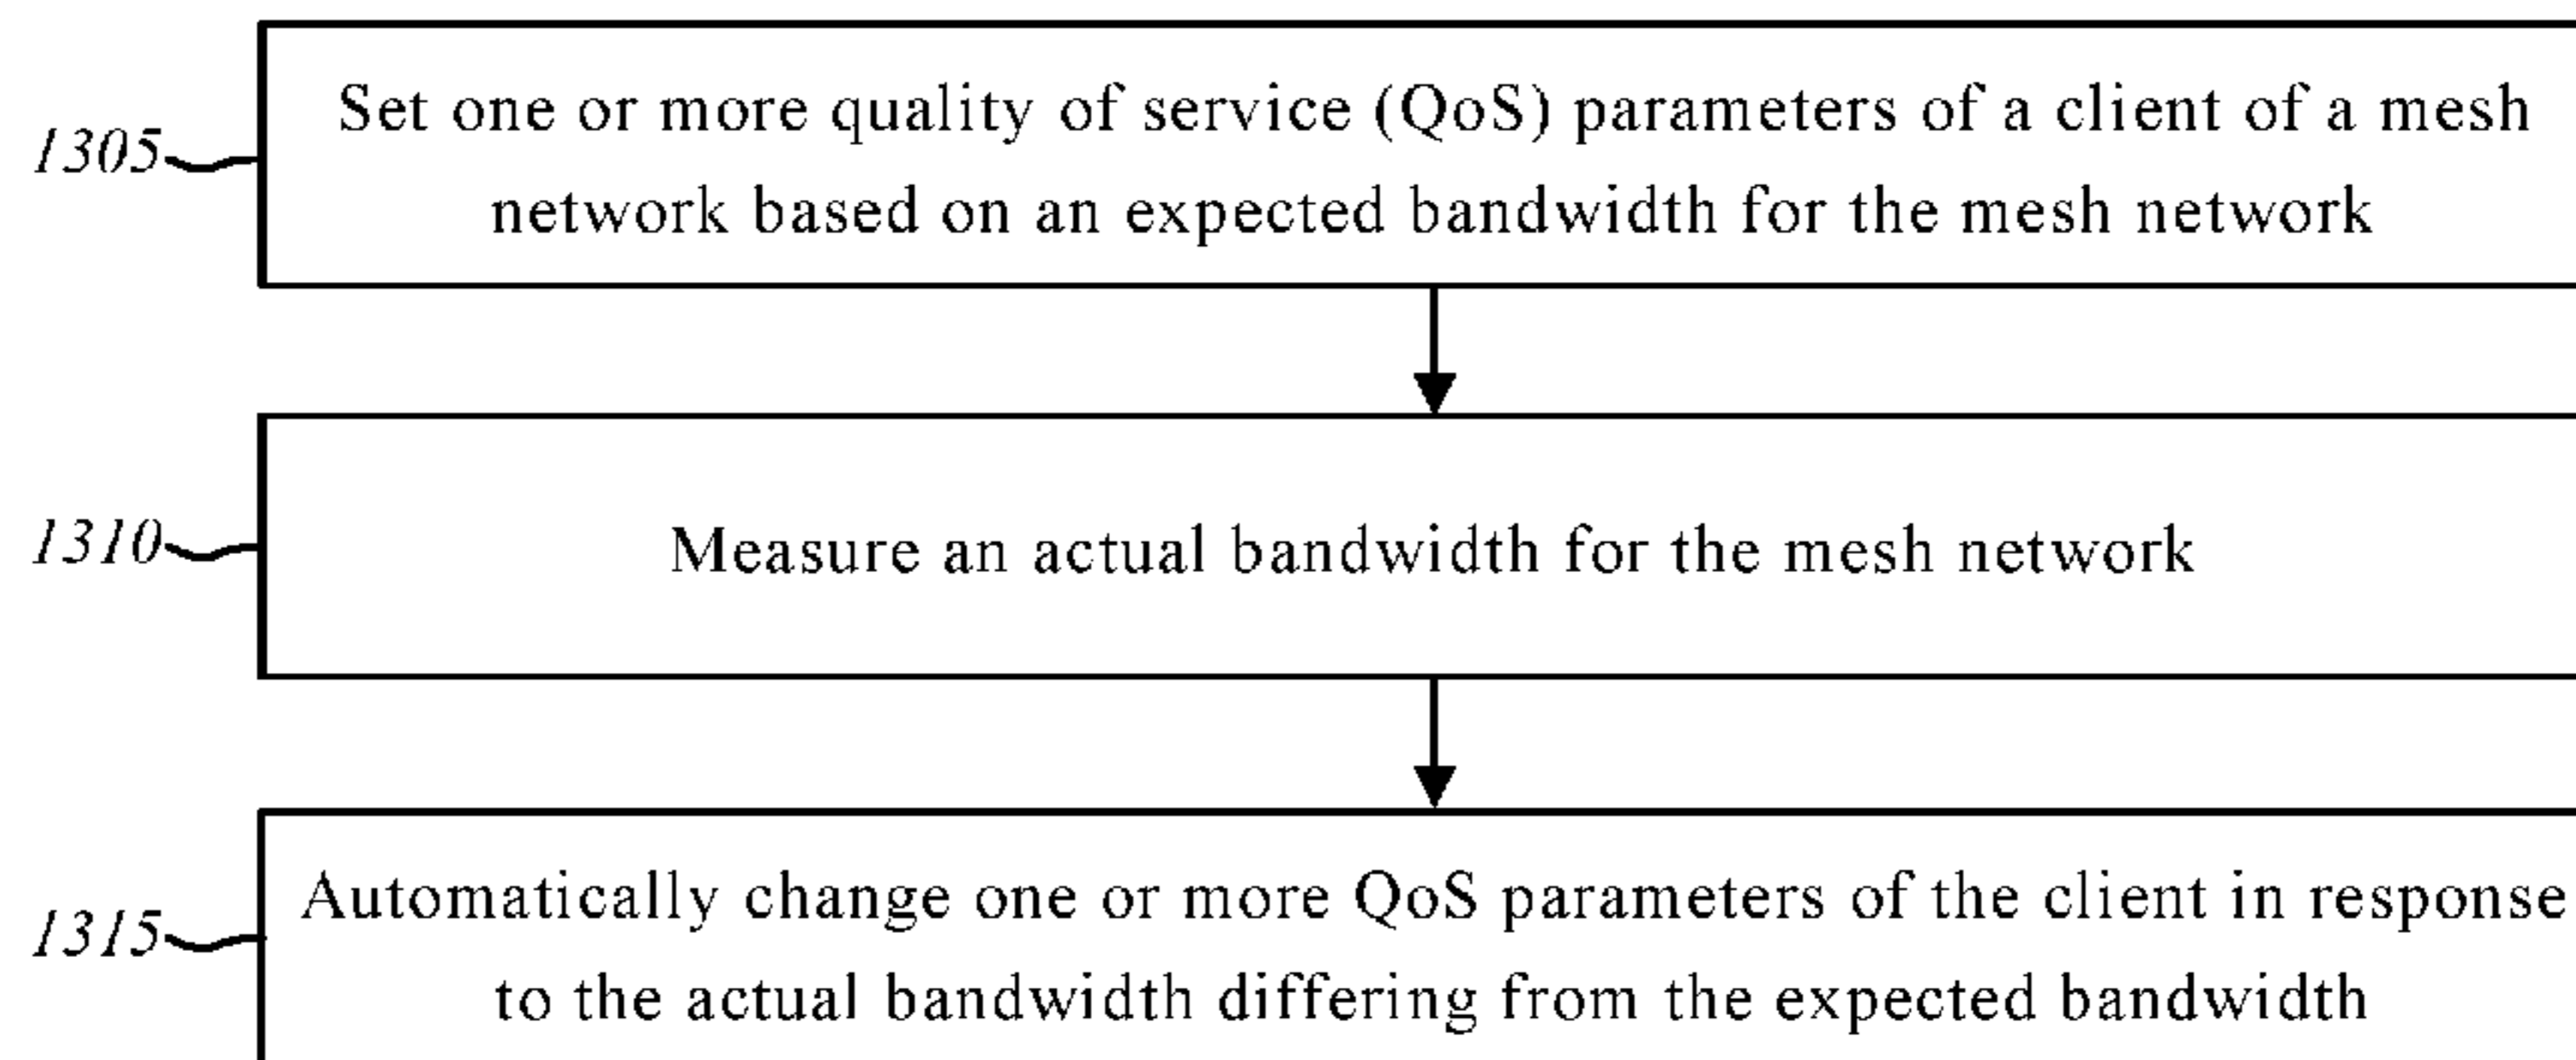 1305
Set one or more quality of service (QoS) parameters of a client of a mesh
network based on an expected bandwidth for the mesh network
1310
Measure an actual bandwidth for the mesh network
1315
Automatically change one or more QoS parameters of the client in response
to the actual bandwidth differing from the expected bandwidth